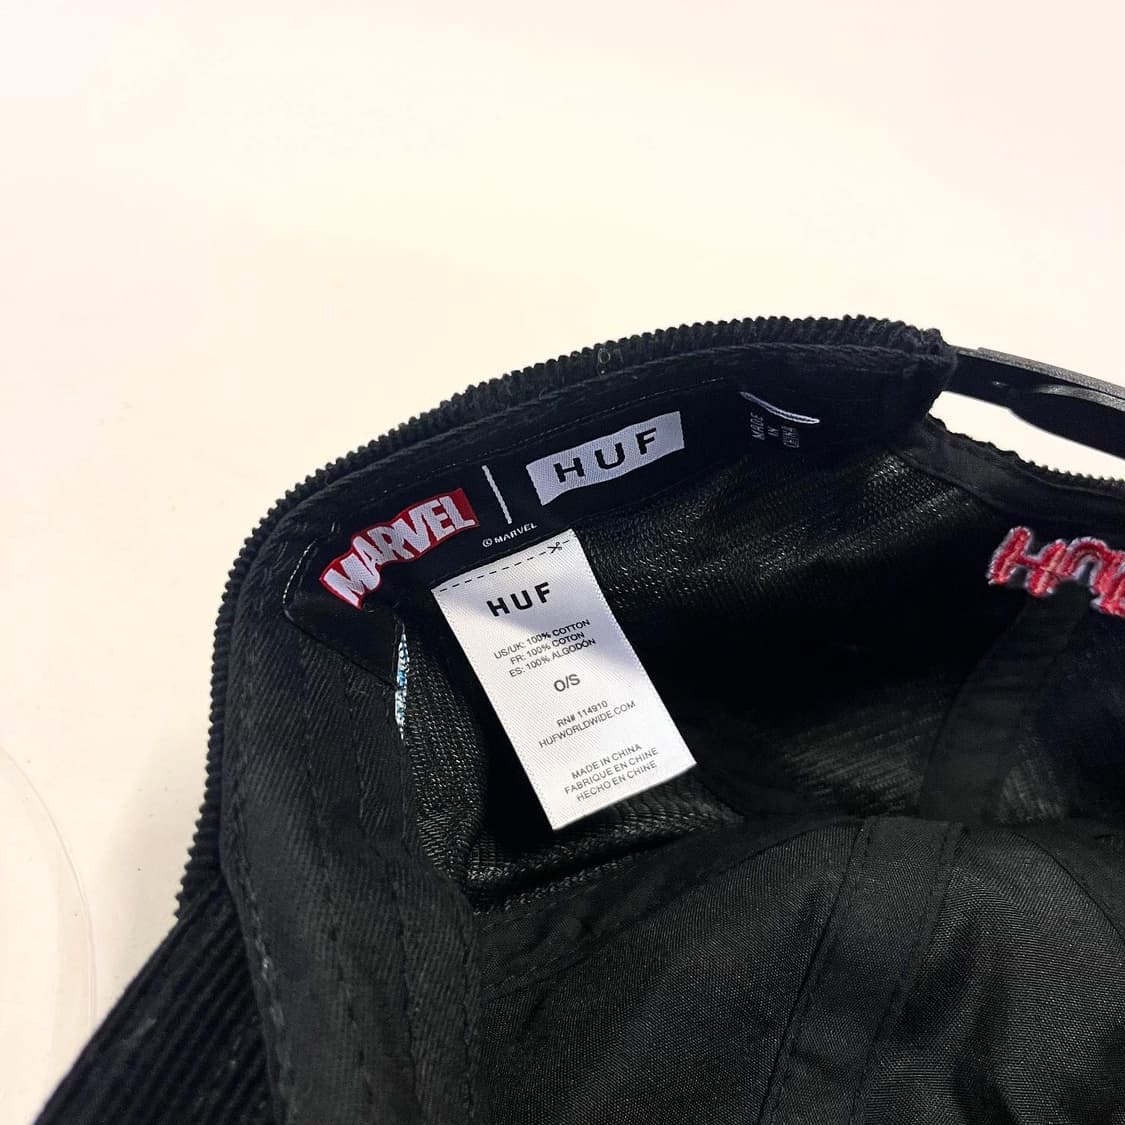 MARVEL
HUF
© MARVEL
MADE
IN
CHINA
HUF
US/UK: 100% COTTON
FR: 100% COTON
ES: 100% ALGODÓN
O/S
RN# 114910
HUFWORLDWIDE.COM
MADE IN CHINA
FABRIQUE EN CHINE
HECHO EN CHINE